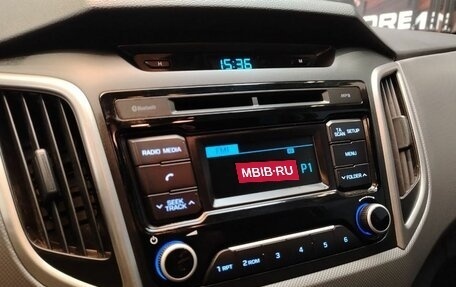 H 15:36 M
Bluetooth MP3
RADIO MEDIA
TA SCAN SETUP
FM1
MBIB-RU
P1
MENU
SEEK TRACK
FOLDER
1 RPT 2 RDM 3 4 5 6